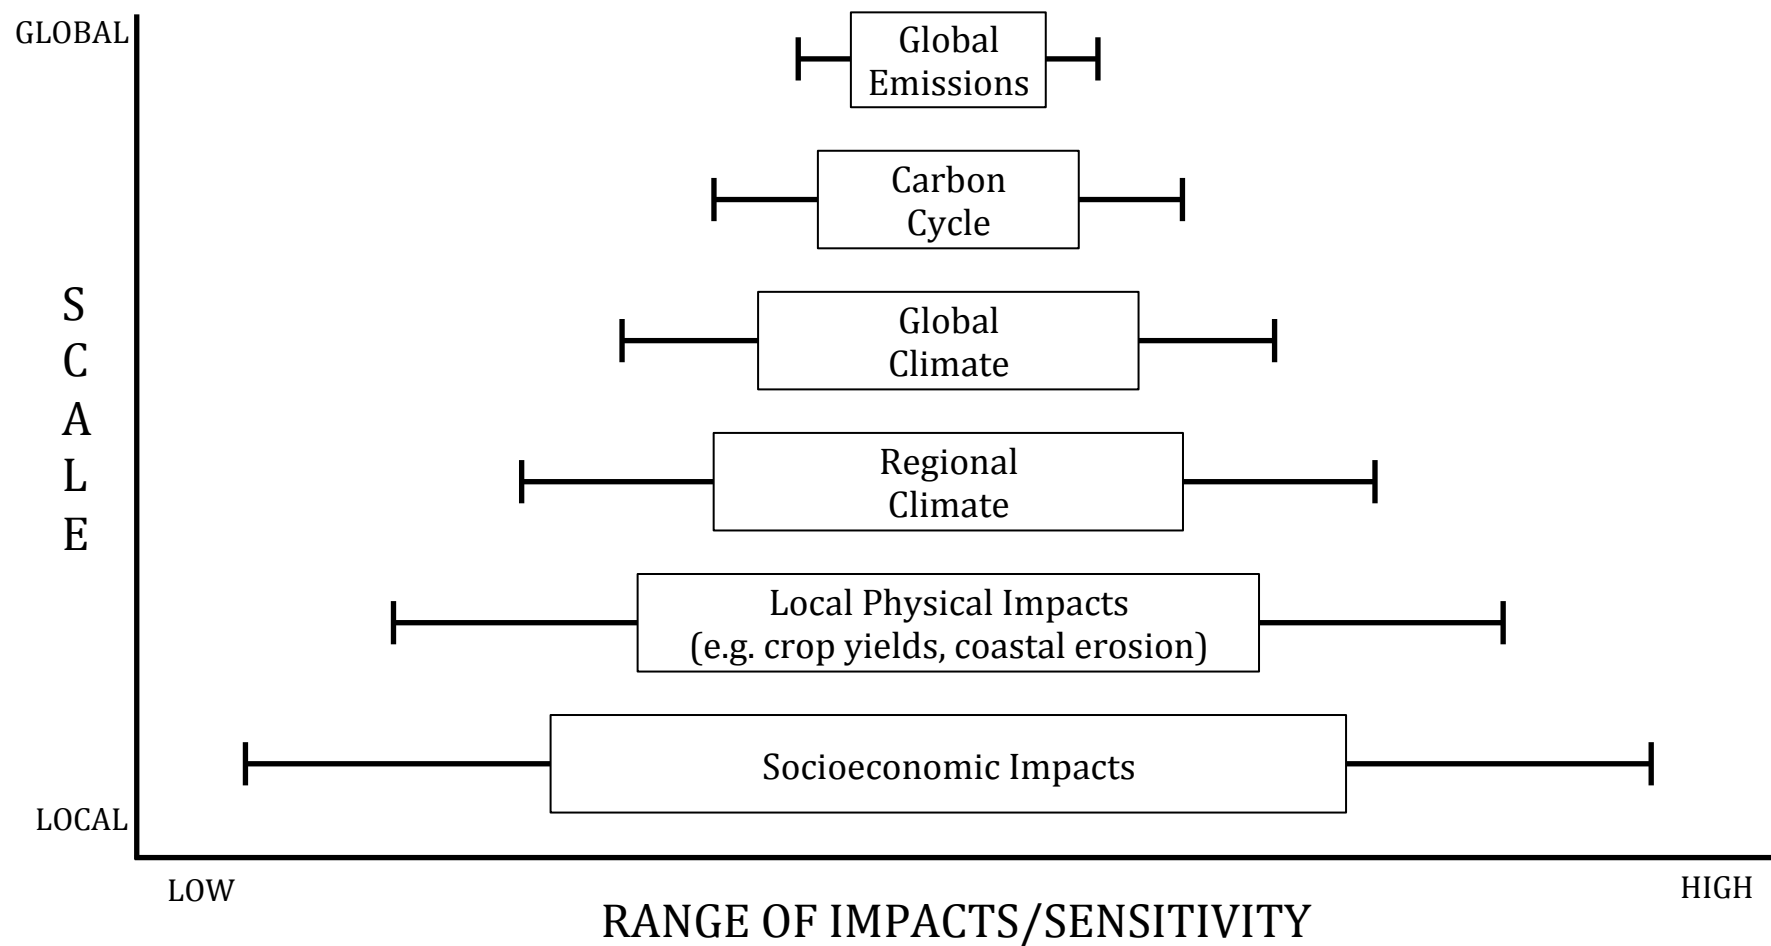 GLOBAL
Global
Emissions
Carbon
Cycle
Global
Climate
Regional
Climate
Local Physical Impacts
(e.g. crop yields, coastal erosion)
Socioeconomic Impacts
S
C
A
L
E
LOCAL
LOW
HIGH
RANGE OF IMPACTS/SENSITIVITY